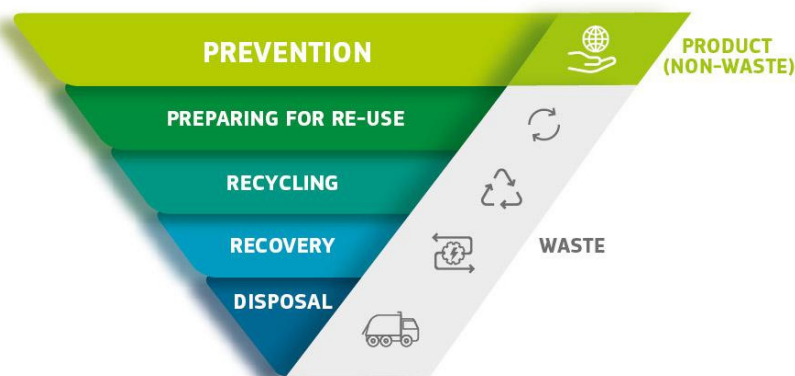 PREVENTION
PRODUCT
(NON-WASTE)
PREPARING FOR RE-USE
RECYCLING
RECOVERY
WASTE
DISPOSAL